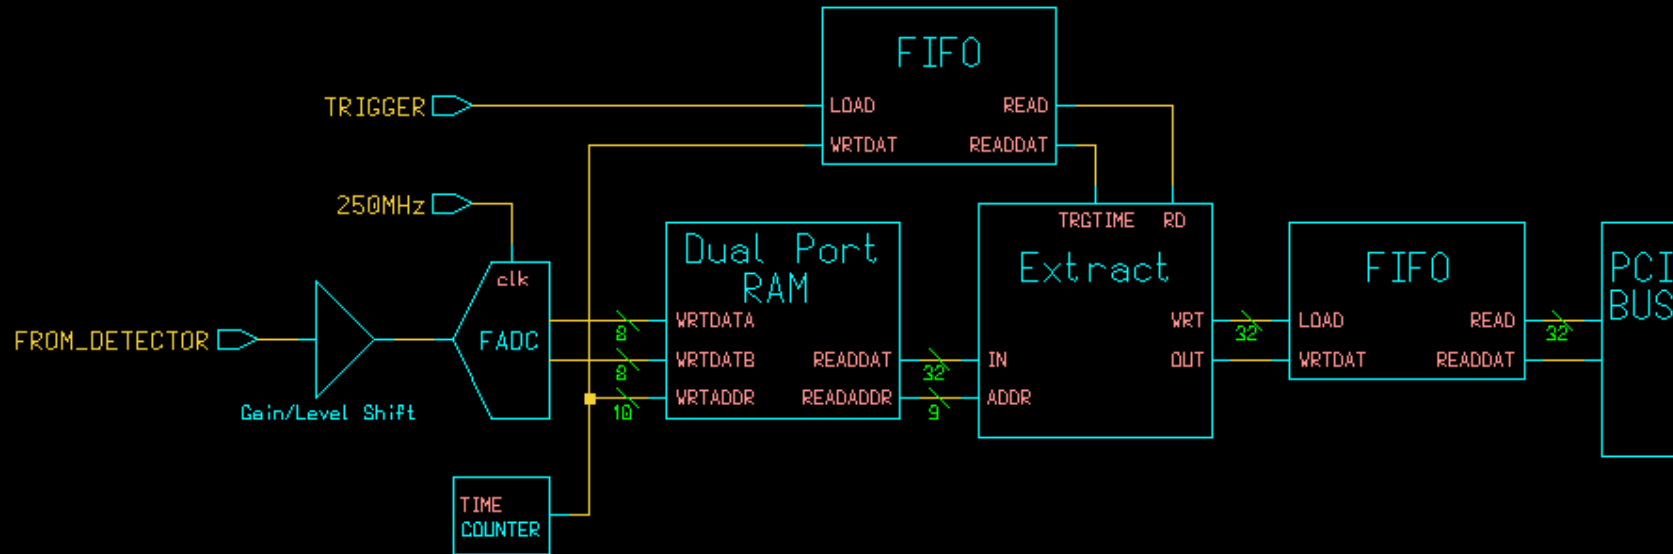 FIFO
TRIGGER
LOAD
READ
WRTDAT
READDAT
250MHz
TRGTIME
RD
clk
Dual Port
RAM
Extract
FIFO
PCI
BUS
FROM_DETECTOR
FADC
8
WRTDATA
WRT
32
LOAD
READ
32
8
WRTDATB
READDAT
32
IN
OUT
WRTDAT
READDAT
10
WRTADDR
READADDR
9
ADDR
Gain/Level Shift
TIME
COUNTER